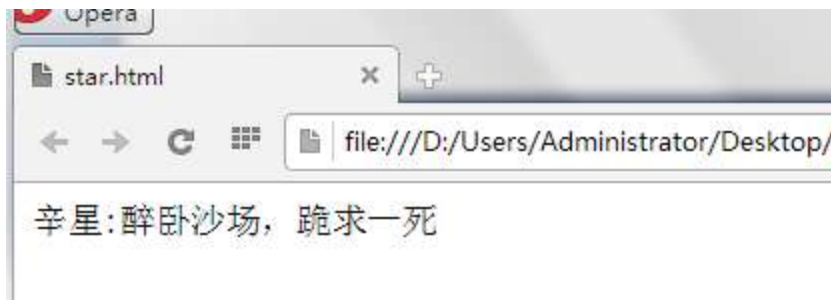 Opera
star.html
file:///D:/Users/Administrator/Desktop/
辛星:醉卧沙场，跪求一死